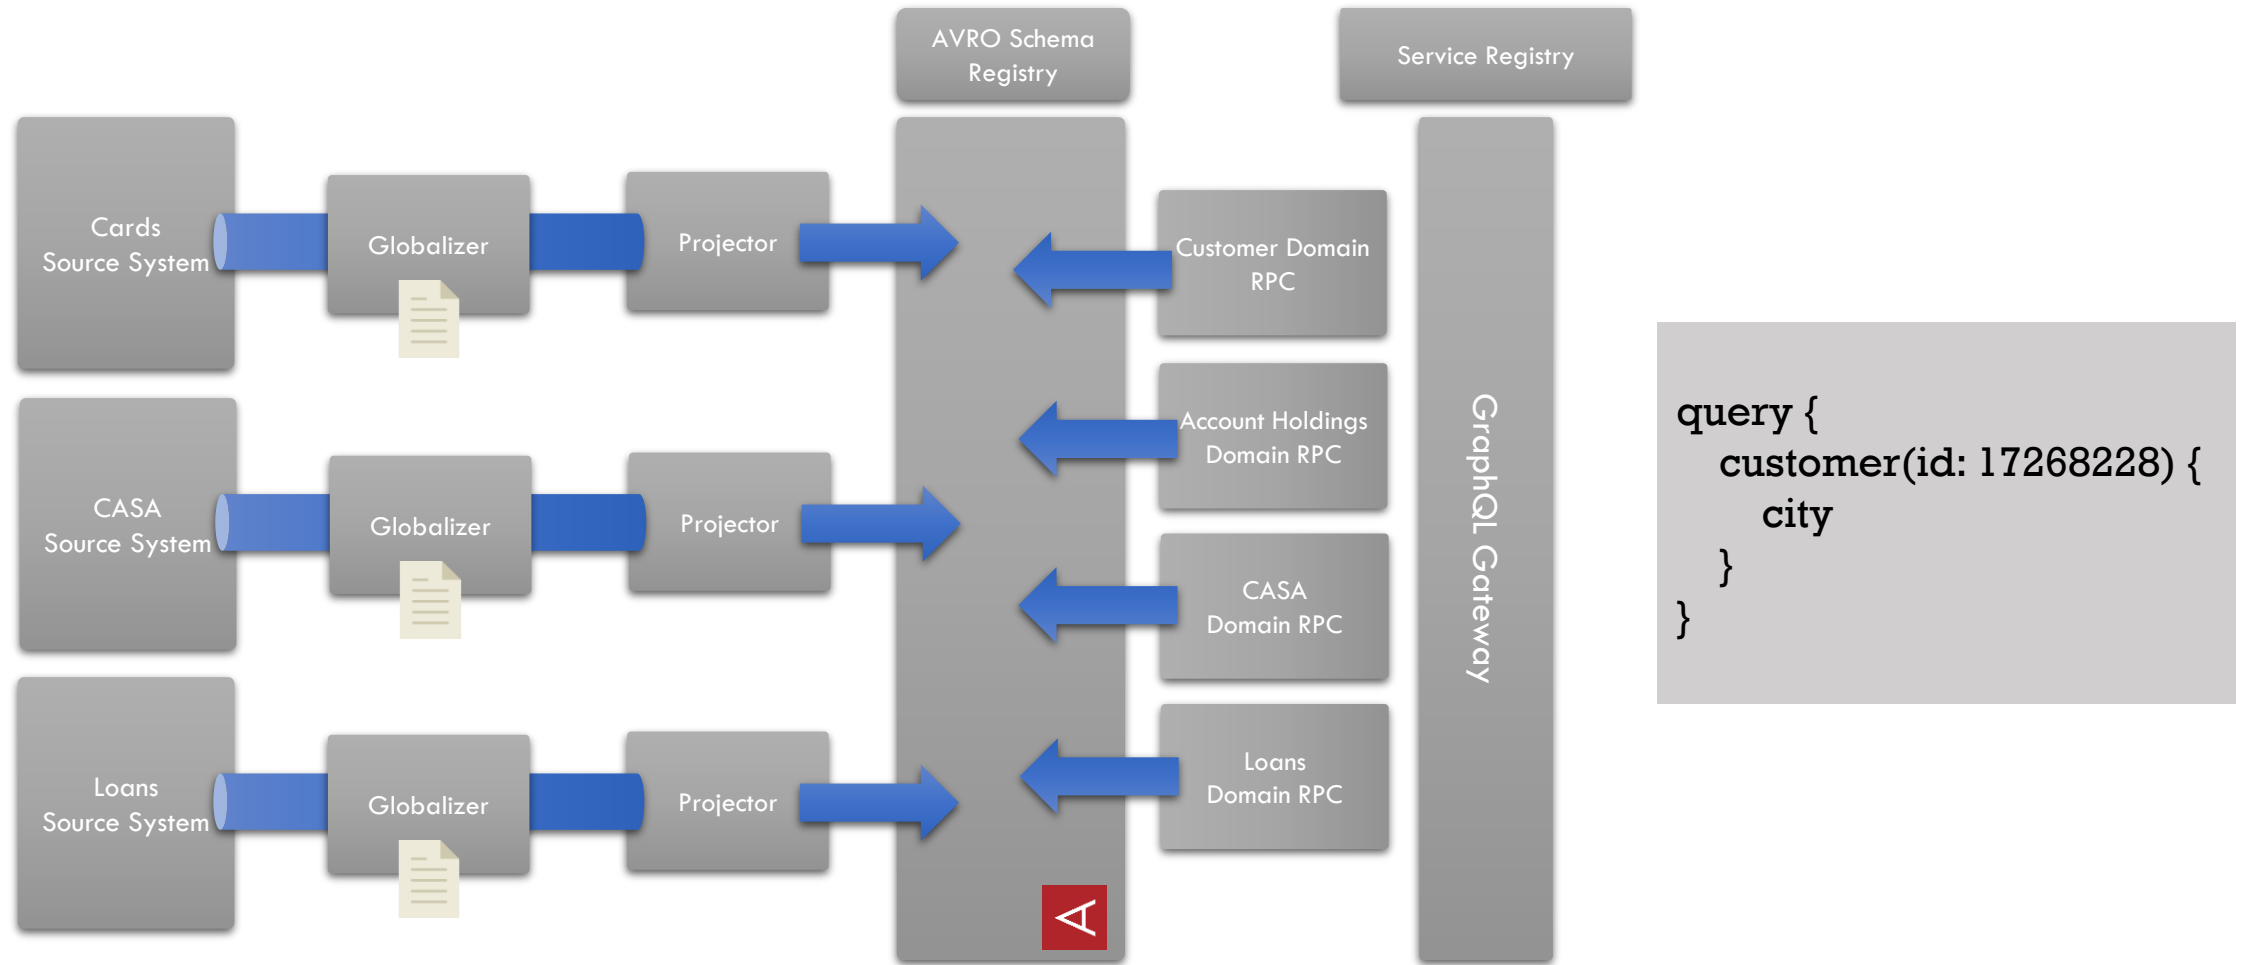 AVRO Schema
Registry
Service Registry
Cards
Source System
Globalizer
Projector
Customer Domain
RPC
CASA
Source System
Globalizer
Projector
Account Holdings
Domain RPC
CASA
Domain RPC
Loans
Source System
Globalizer
Projector
Loans
Domain RPC
A
GraphQL Gateway
query {
customer(id: 17268228) {
city
}
}